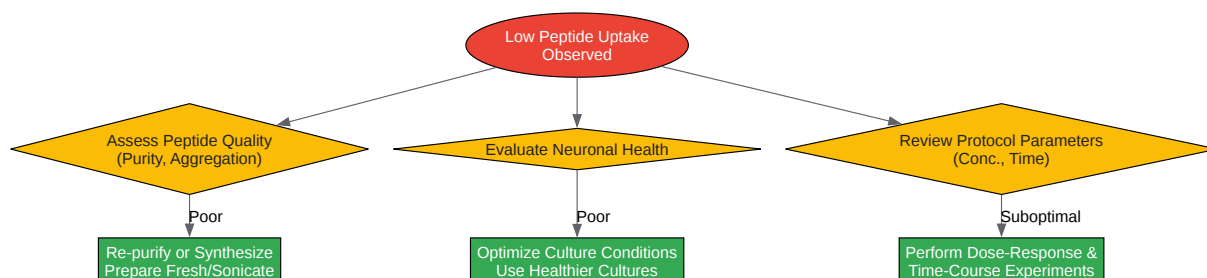 Low Peptide Uptake
Observed
Assess Peptide Quality
(Purity, Aggregation)
Evaluate Neuronal Health
Review Protocol Parameters
(Conc., Time)
Poor
Poor
Suboptimal
Re-purify or Synthesize
Prepare Fresh/Sonicate
Optimize Culture Conditions
Use Healthier Cultures
Perform Dose-Response &
Time-Course Experiments